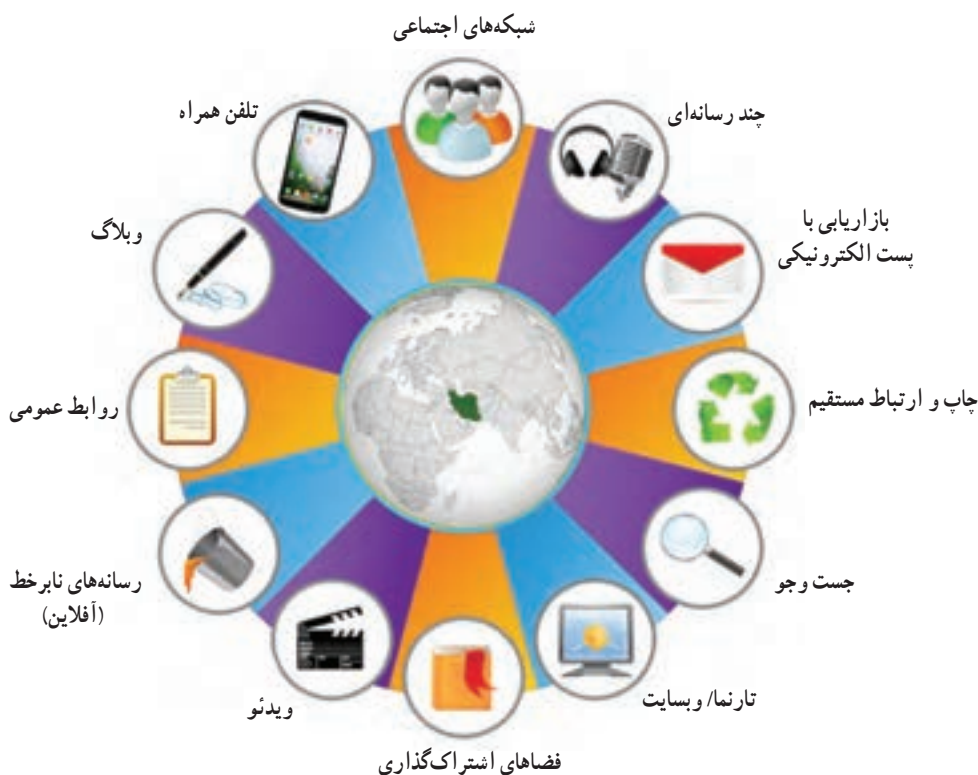 شبکه‌های اجتماعی
چند رسانه‌ای
بازاریابی با
پست الکترونیکی
چاپ و ارتباط مستقیم
جست وجو
تارنما/ وبسایت
فضاهای اشتراک‌گذاری
ویدئو
رسانه‌های نابرخط
(آفلاین)
روابط عمومی
وبلاگ
تلفن همراه